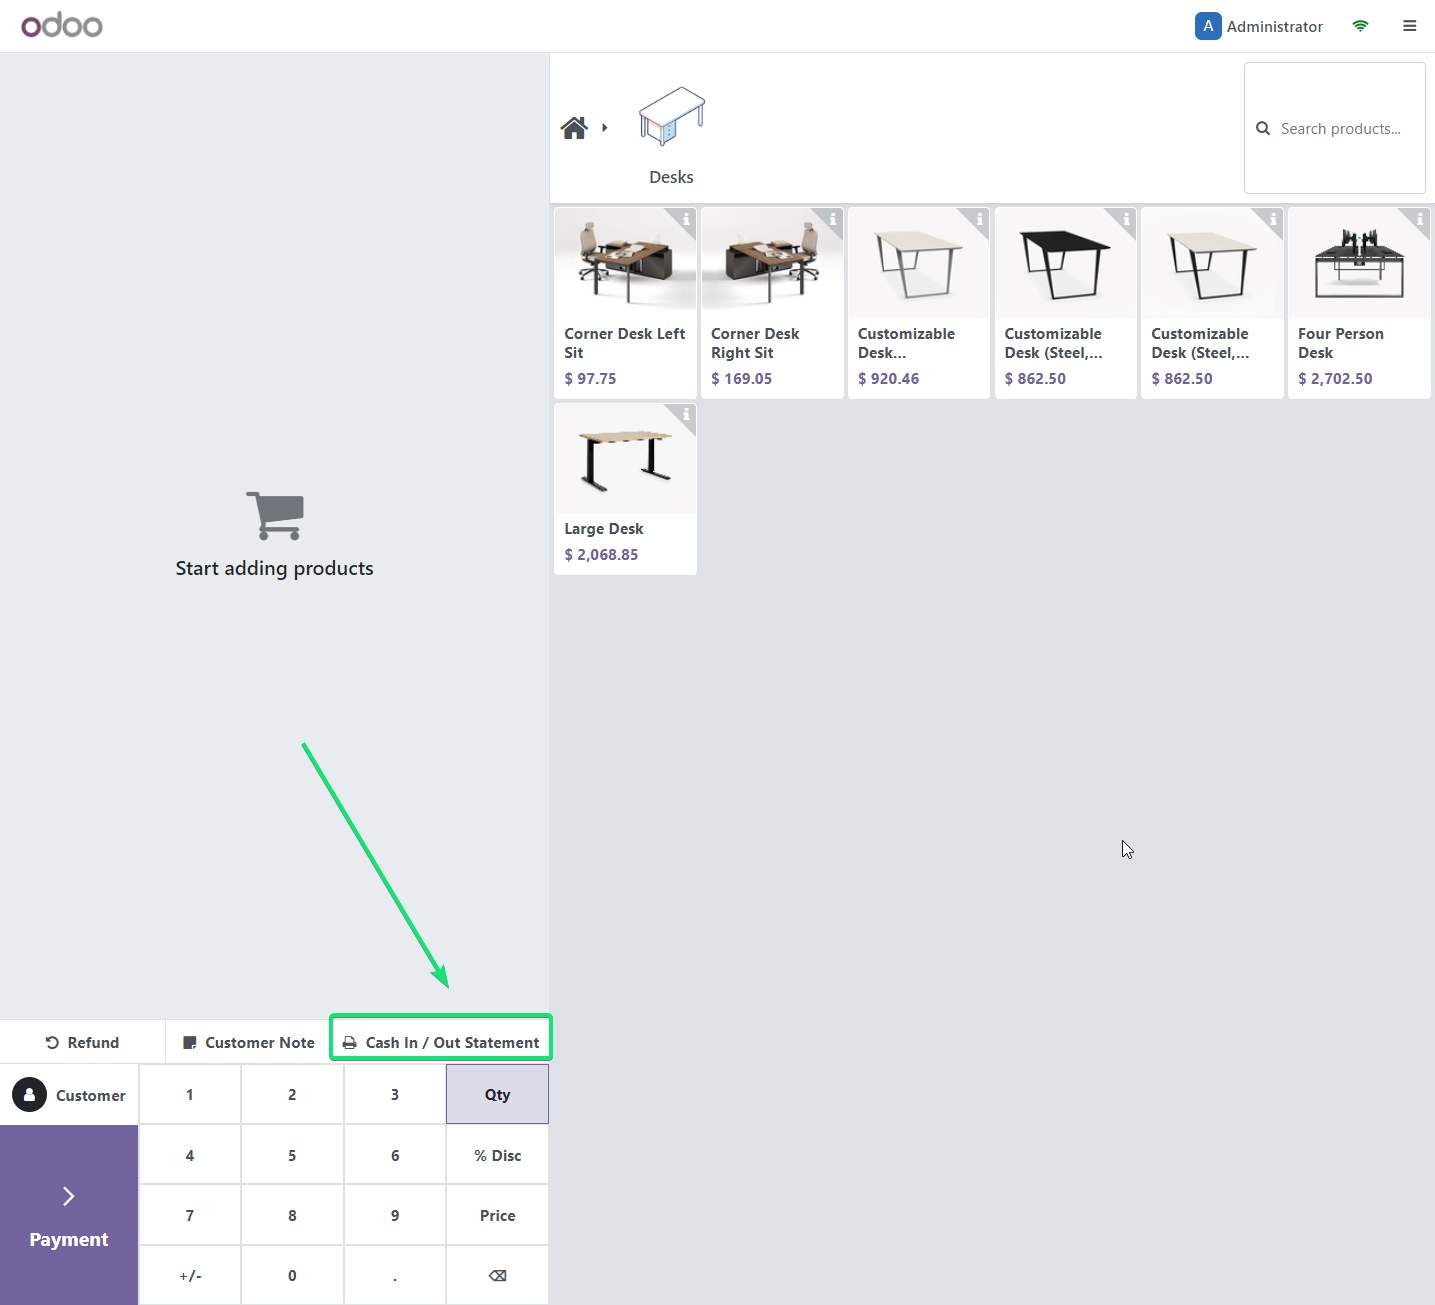 odoo
A Administrator
Desks
Search products...
Corner Desk Left
Sit
$ 97.75
Corner Desk
Right Sit
$ 169.05
Customizable
Desk...
$ 920.46
Customizable
Desk (Steel,...
$ 862.50
Customizable
Desk (Steel,...
$ 862.50
Four Person
Desk
$ 2,702.50
Large Desk
$ 2,068.85
Start adding products
Refund
Customer Note
Cash In / Out Statement
Customer
1 2 3 Qty
4 5 6 % Disc
7 8 9 Price
+/- 0 .
Payment